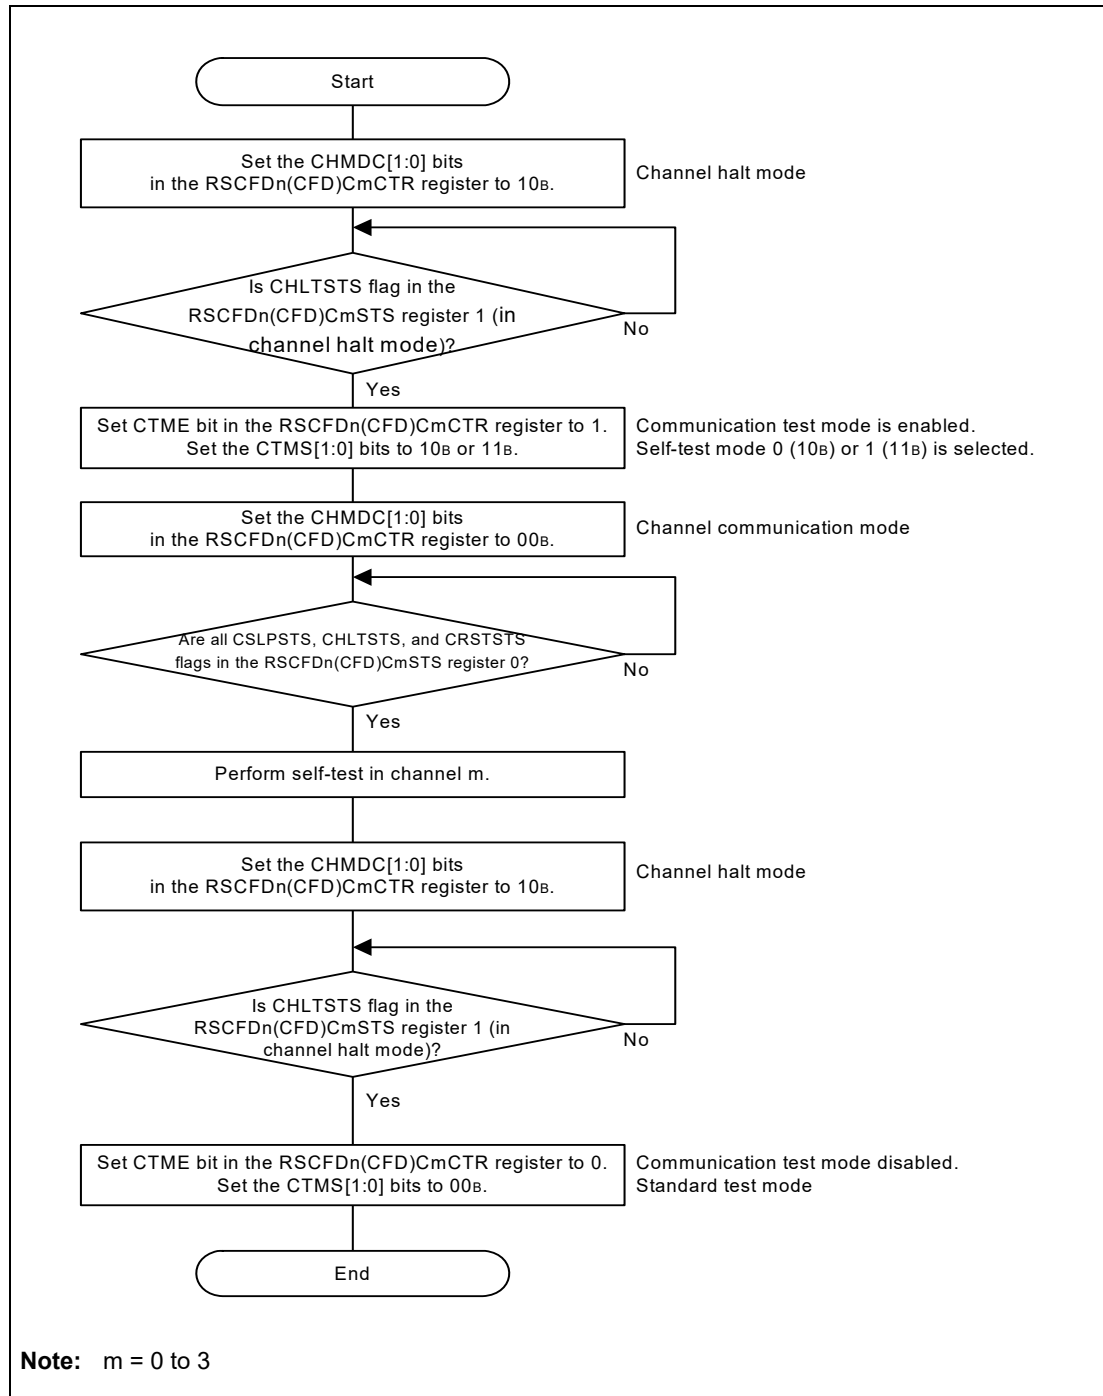 Start
Set the CHMDC[1:0] bits
in the RSCFDn(CFD)CmCTR register to 10B.
Channel halt mode
Is CHLTSTS flag in the
RSCFDn(CFD)CmSTS register 1 (in
channel halt mode)?
No
Yes
Set CTME bit in the RSCFDn(CFD)CmCTR register to 1.
Set the CTMS[1:0] bits to 10B or 11B.
Communication test mode is enabled.
Self-test mode 0 (10B) or 1 (11B) is selected.
Set the CHMDC[1:0] bits
in the RSCFDn(CFD)CmCTR register to 00B.
Channel communication mode
Are all CSLPSTS, CHLTSTS, and CRSTSTS
flags in the RSCFDn(CFD)CmSTS register 0?
No
Yes
Perform self-test in channel m.
Set the CHMDC[1:0] bits
in the RSCFDn(CFD)CmCTR register to 10B.
Channel halt mode
Is CHLTSTS flag in the
RSCFDn(CFD)CmSTS register 1 (in
channel halt mode)?
No
Yes
Set CTME bit in the RSCFDn(CFD)CmCTR register to 0.
Set the CTMS[1:0] bits to 00B.
Communication test mode disabled.
Standard test mode
End
Note: m = 0 to 3